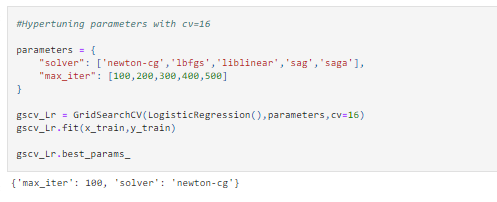 #Hypertuning parameters with cv=16
parameters = {
"solver": ['newton-cg','lbfgs','liblinear','sag','saga'],
"max_iter": [100,200,300,400,500]
}
gscv_Lr = GridSearchCV(LogisticRegression(),parameters,cv=16)
gscv_Lr.fit(x_train,y_train)
gscv_Lr.best_params_
{'max_iter': 100, 'solver': 'newton-cg'}